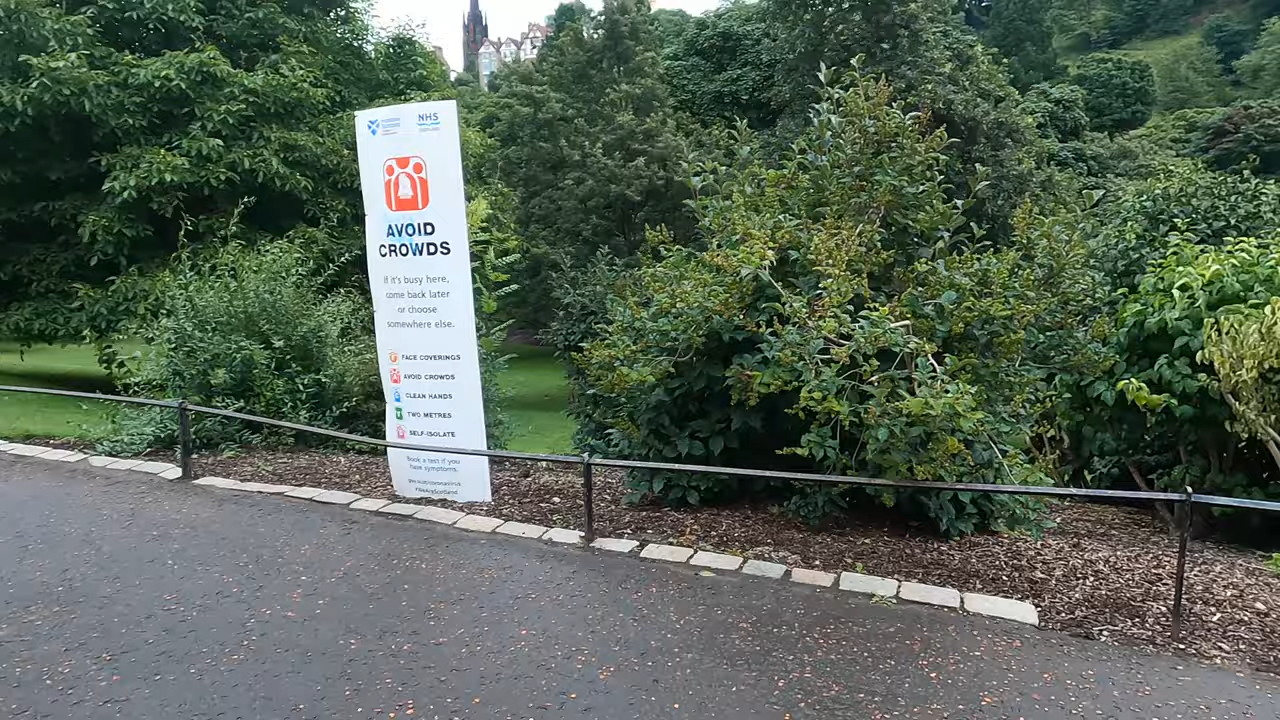 NHS
AVOID
CROWDS
If it's busy here,
come back later
or choose
somewhere else.
FACE COVERINGS
AVOID CROWDS
CLEAN HANDS
TWO METRES
SELF-ISOLATE
Book a test if you
have symptoms.
#WeAreScotland